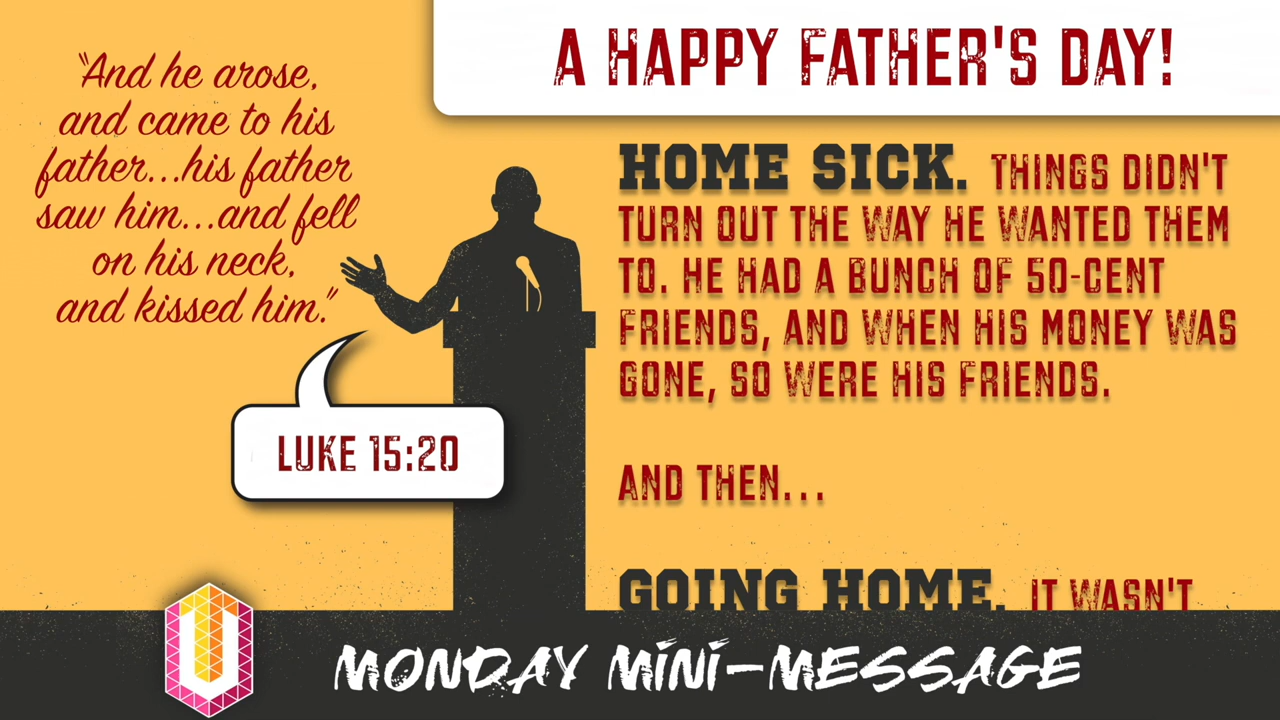 A HAPPY FATHER'S DAY!
"And he arose,
and came to his
father...his father
saw him...and fell
on his neck,
and kissed him."
LUKE 15:20
HOME SICK. THINGS DIDN'T
TURN OUT THE WAY HE WANTED THEM
TO. HE HAD A BUNCH OF 50-CENT
FRIENDS, AND WHEN HIS MONEY WAS
GONE, SO WERE HIS FRIENDS.
AND THEN...
GOING HOME. IT WASN'T
MONDAY MINI-MESSAGE